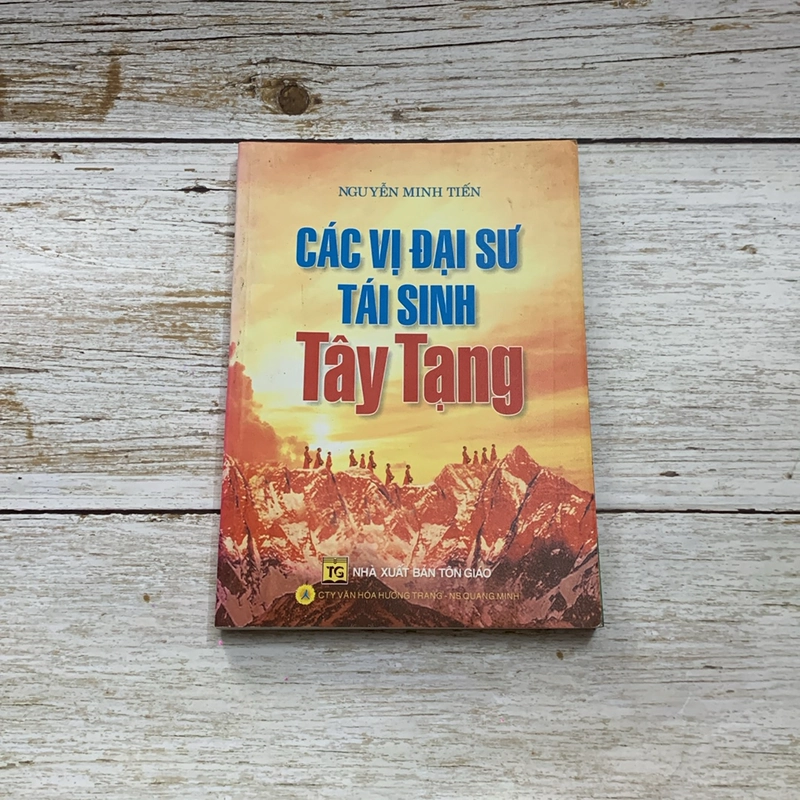 NGUYỄN MINH TIẾN
CÁC VỊ ĐẠI SƯ
TÁI SINH
Tây Tạng
TG NHÀ XUẤT BẢN TÔN GIÁO
CTY VĂN HÓA HƯƠNG TRANG - NS QUANG MINH